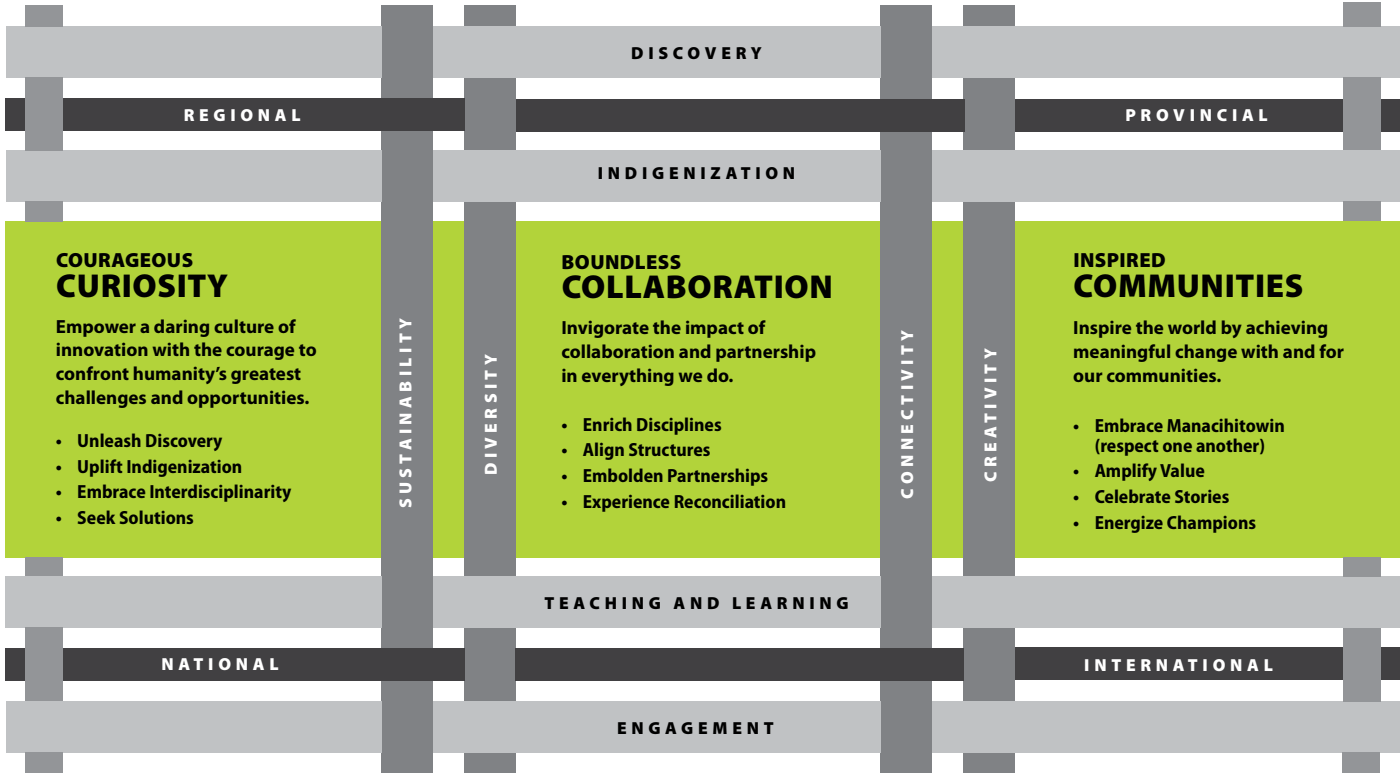 DISCOVERY
REGIONAL
PROVINCIAL
INDIGENIZATION
COURAGEOUS
CURIOSITY
Empower a daring culture of
innovation with the courage to
confront humanity’s greatest
challenges and opportunities.
• Unleash Discovery
• Uplift Indigenization
• Embrace Interdisciplinarity
• Seek Solutions
SUSTAINABILITY
DIVERSITY
BOUNDLESS
COLLABORATION
Invigorate the impact of
collaboration and partnership
in everything we do.
• Enrich Disciplines
• Align Structures
• Embolden Partnerships
• Experience Reconciliation
CONNECTIVITY
CREATIVITY
INSPIRED
COMMUNITIES
Inspire the world by achieving
meaningful change with and for
our communities.
• Embrace Manacihitowin
(respect one another)
• Amplify Value
• Celebrate Stories
• Energize Champions
TEACHING AND LEARNING
NATIONAL
INTERNATIONAL
ENGAGEMENT